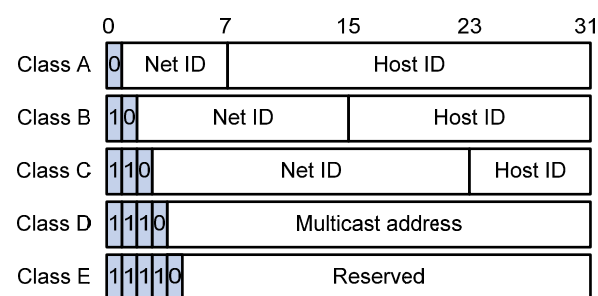 0 7 15 23 31
Class A 0 Net ID Host ID
Class B 1 0 Net ID Host ID
Class C 1 1 0 Net ID Host ID
Class D 1 1 1 0 Multicast address
Class E 1 1 1 1 0 Reserved